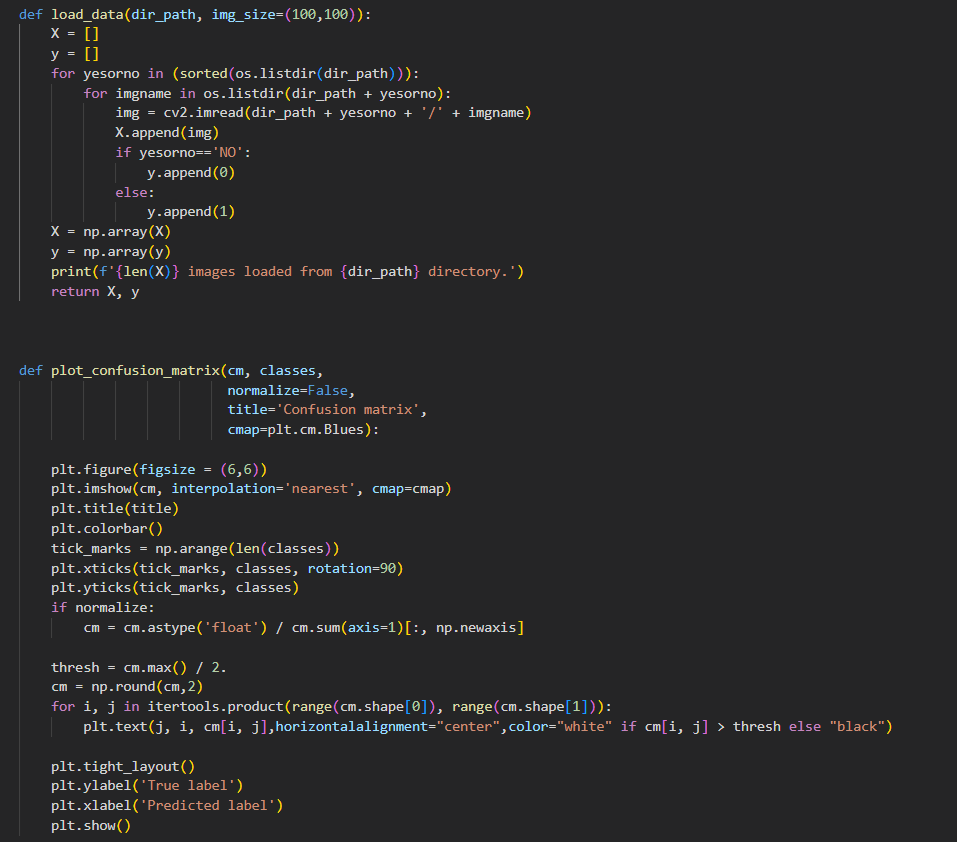 def load_data(dir_path, img_size=(100,100)):
    X = []
    y = []
    for yesorno in (sorted(os.listdir(dir_path))):
        for imgname in os.listdir(dir_path + yesorno):
            img = cv2.imread(dir_path + yesorno + '/' + imgname)
            X.append(img)
            if yesorno=='NO':
                y.append(0)
            else:
                y.append(1)
    X = np.array(X)
    y = np.array(y)
    print(f'{len(X)} images loaded from {dir_path} directory.')
    return X, y

def plot_confusion_matrix(cm, classes,
                          normalize=False,
                          title='Confusion matrix',
                          cmap=plt.cm.Blues):

    plt.figure(figsize = (6,6))
    plt.imshow(cm, interpolation='nearest', cmap=cmap)
    plt.title(title)
    plt.colorbar()
    tick_marks = np.arange(len(classes))
    plt.xticks(tick_marks, classes, rotation=90)
    plt.yticks(tick_marks, classes)
    if normalize:
        cm = cm.astype('float') / cm.sum(axis=1)[:, np.newaxis]

    thresh = cm.max() / 2.
    cm = np.round(cm,2)
    for i, j in itertools.product(range(cm.shape[0]), range(cm.shape[1])):
        plt.text(j, i, cm[i, j],horizontalalignment="center",color="white" if cm[i, j] > thresh else "black")

    plt.tight_layout()
    plt.ylabel('True label')
    plt.xlabel('Predicted label')
    plt.show()